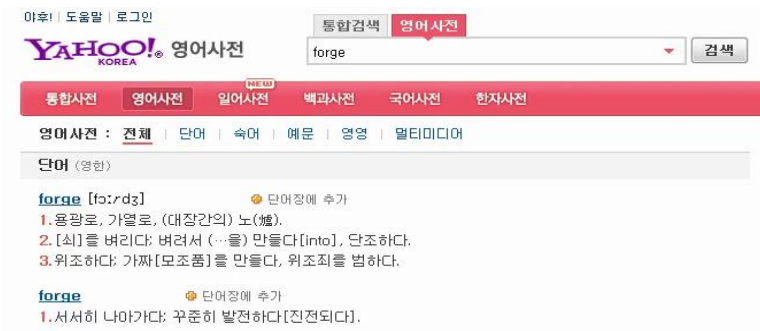 야후! | 도움말 | 로그인
통합검색 영어사전
YAHOO!® KOREA 영어사전 forge 검색
NEW
통합사전 영어사전 일어사전 백과사전 국어사전 한자사전
영어사전 : 전체 | 단어 | 숙어 | 예문 | 영영 | 멀티미디어
단어 (영한)
forge [fɔːrdʒ] 단어장에 추가
1.용광로, 가열로, (대장간의) 노(爐).
2.[쇠]를 벼리다; 벼려서 (…을) 만들다[into], 단조하다.
3.위조하다; 가짜[모조품]를 만들다, 위조죄를 범하다.
forge 단어장에 추가
1.서서히 나아가다; 꾸준히 발전하다[진전되다].